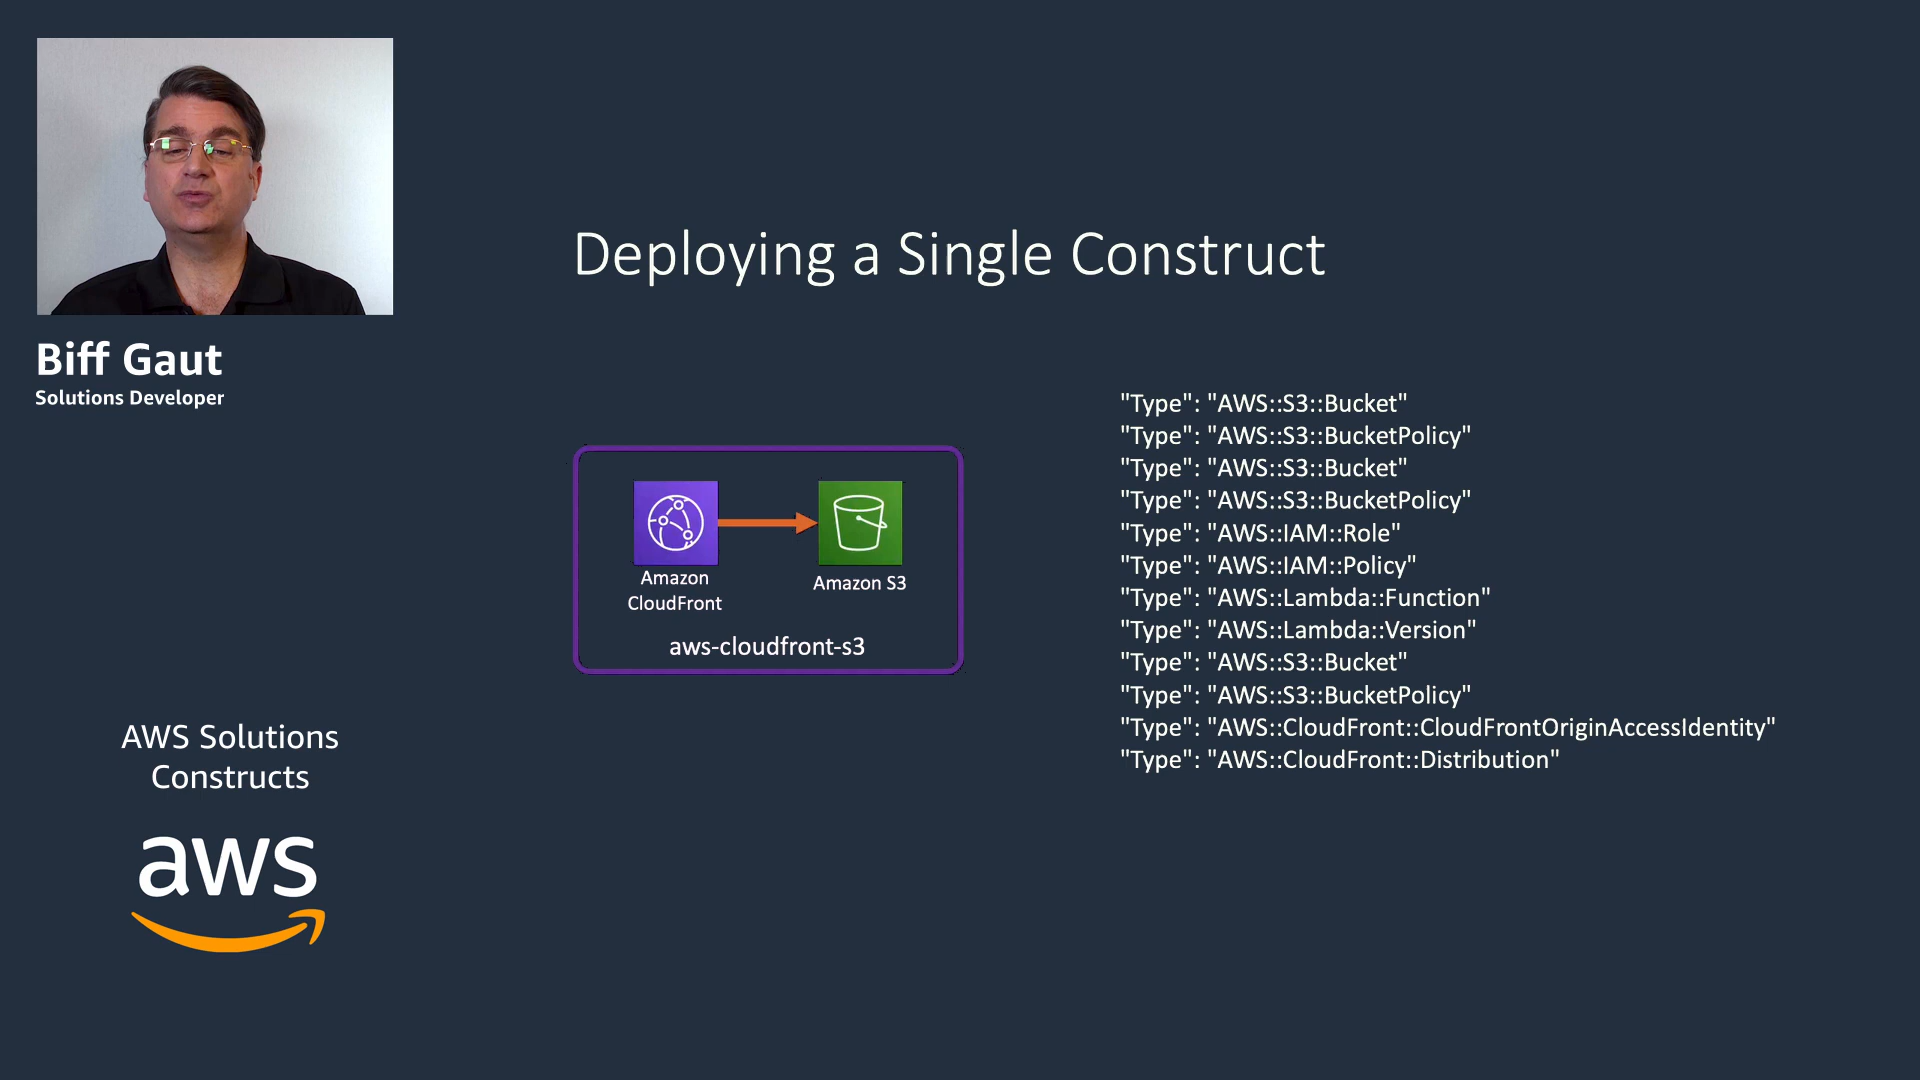 Biff Gaut
Solutions Developer
Deploying a Single Construct
Amazon
CloudFront
Amazon S3
aws-cloudfront-s3
"Type": "AWS::S3::Bucket"
"Type": "AWS::S3::BucketPolicy"
"Type": "AWS::S3::Bucket"
"Type": "AWS::S3::BucketPolicy"
"Type": "AWS::IAM::Role"
"Type": "AWS::IAM::Policy"
"Type": "AWS::Lambda::Function"
"Type": "AWS::Lambda::Version"
"Type": "AWS::S3::Bucket"
"Type": "AWS::S3::BucketPolicy"
"Type": "AWS::CloudFront::CloudFrontOriginAccessIdentity"
"Type": "AWS::CloudFront::Distribution"
AWS Solutions
Constructs
aws